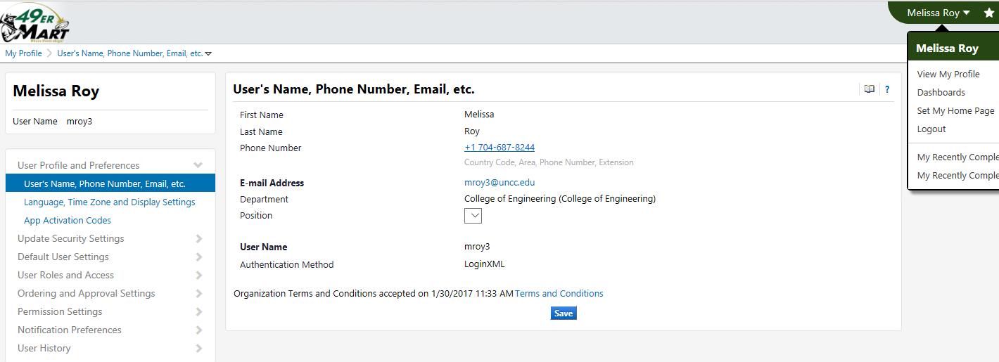 49ER
MART
Where Niners shop!
Melissa Roy
My Profile
User's Name, Phone Number, Email, etc.
Melissa Roy
View My Profile
Dashboards
Set My Home Page
Logout
My Recently Comple
My Recently Comple
Melissa Roy
User Name mroy3
User Profile and Preferences
User's Name, Phone Number, Email, etc.
Language, Time Zone and Display Settings
App Activation Codes
Update Security Settings
Default User Settings
User Roles and Access
Ordering and Approval Settings
Permission Settings
Notification Preferences
User History
User's Name, Phone Number, Email, etc.
?
First Name Melissa
Last Name Roy
Phone Number +1 704-687-8244
Country Code, Area, Phone Number, Extension
E-mail Address mroy3@uncc.edu
Department College of Engineering (College of Engineering)
Position
User Name mroy3
Authentication Method LoginXML
Organization Terms and Conditions accepted on 1/30/2017 11:33 AM Terms and Conditions
Save